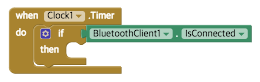 when Clock1 .Timer
do if BluetoothClient1 . IsConnected
then